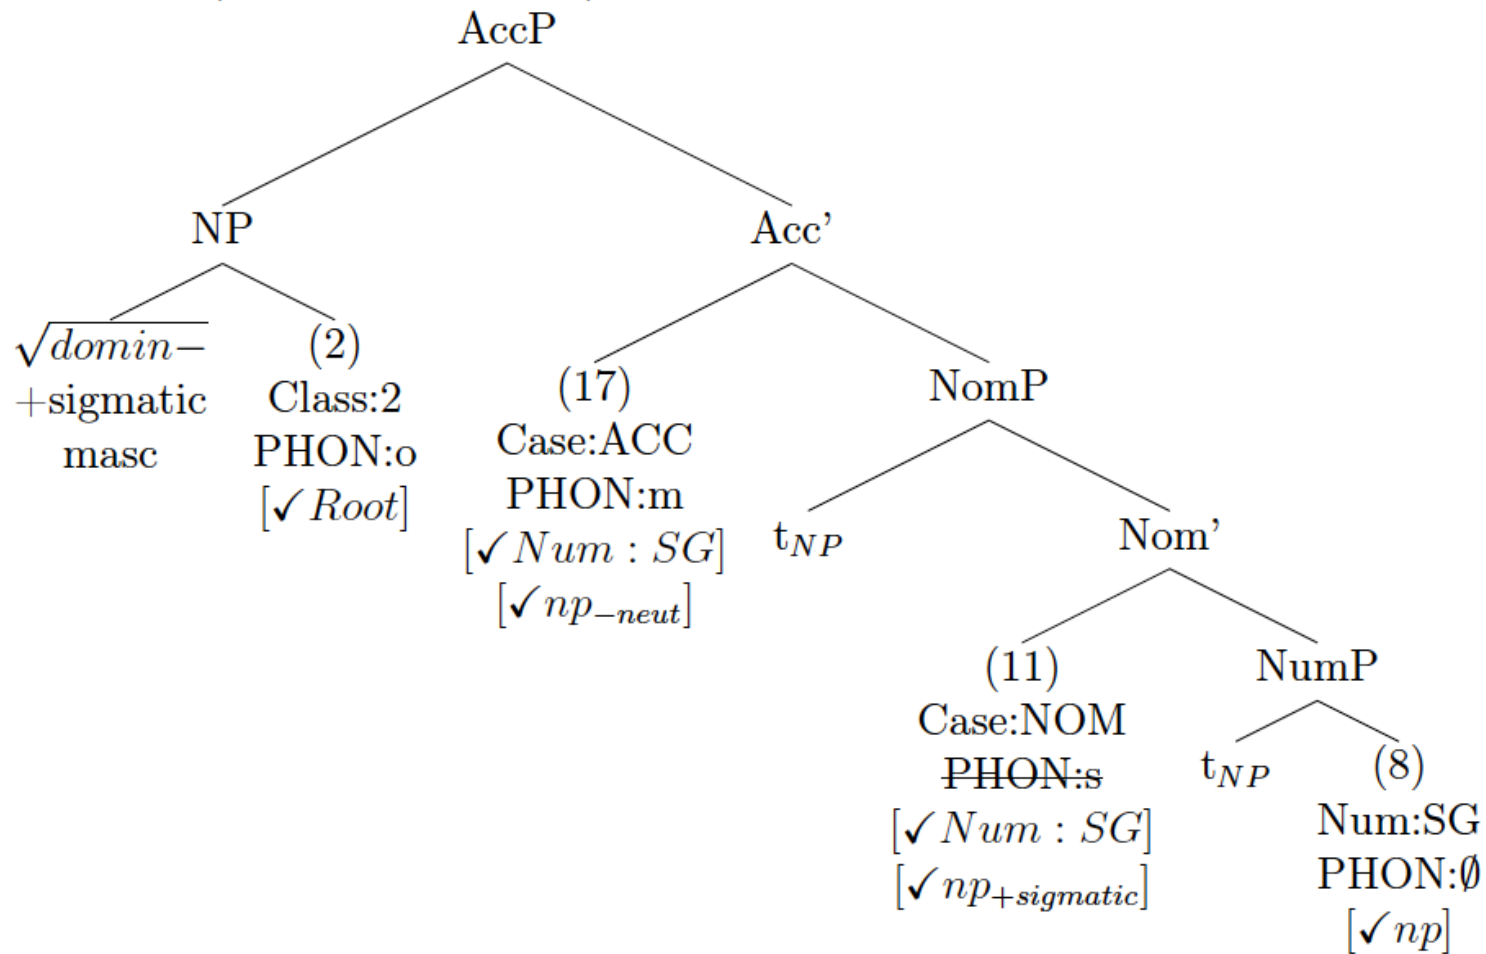 AccP
NP
Acc’
√domin−
+sigmatic
masc
(2)
Class:2
PHON:o
[✓Root]
(17)
Case:ACC
PHON:m
[✓Num : SG]
[✓np−neut]
NomP
tNP
Nom’
(11)
Case:NOM
PHON:s
[✓Num : SG]
[✓np+sigmatic]
NumP
tNP
(8)
Num:SG
PHON:∅
[✓np]